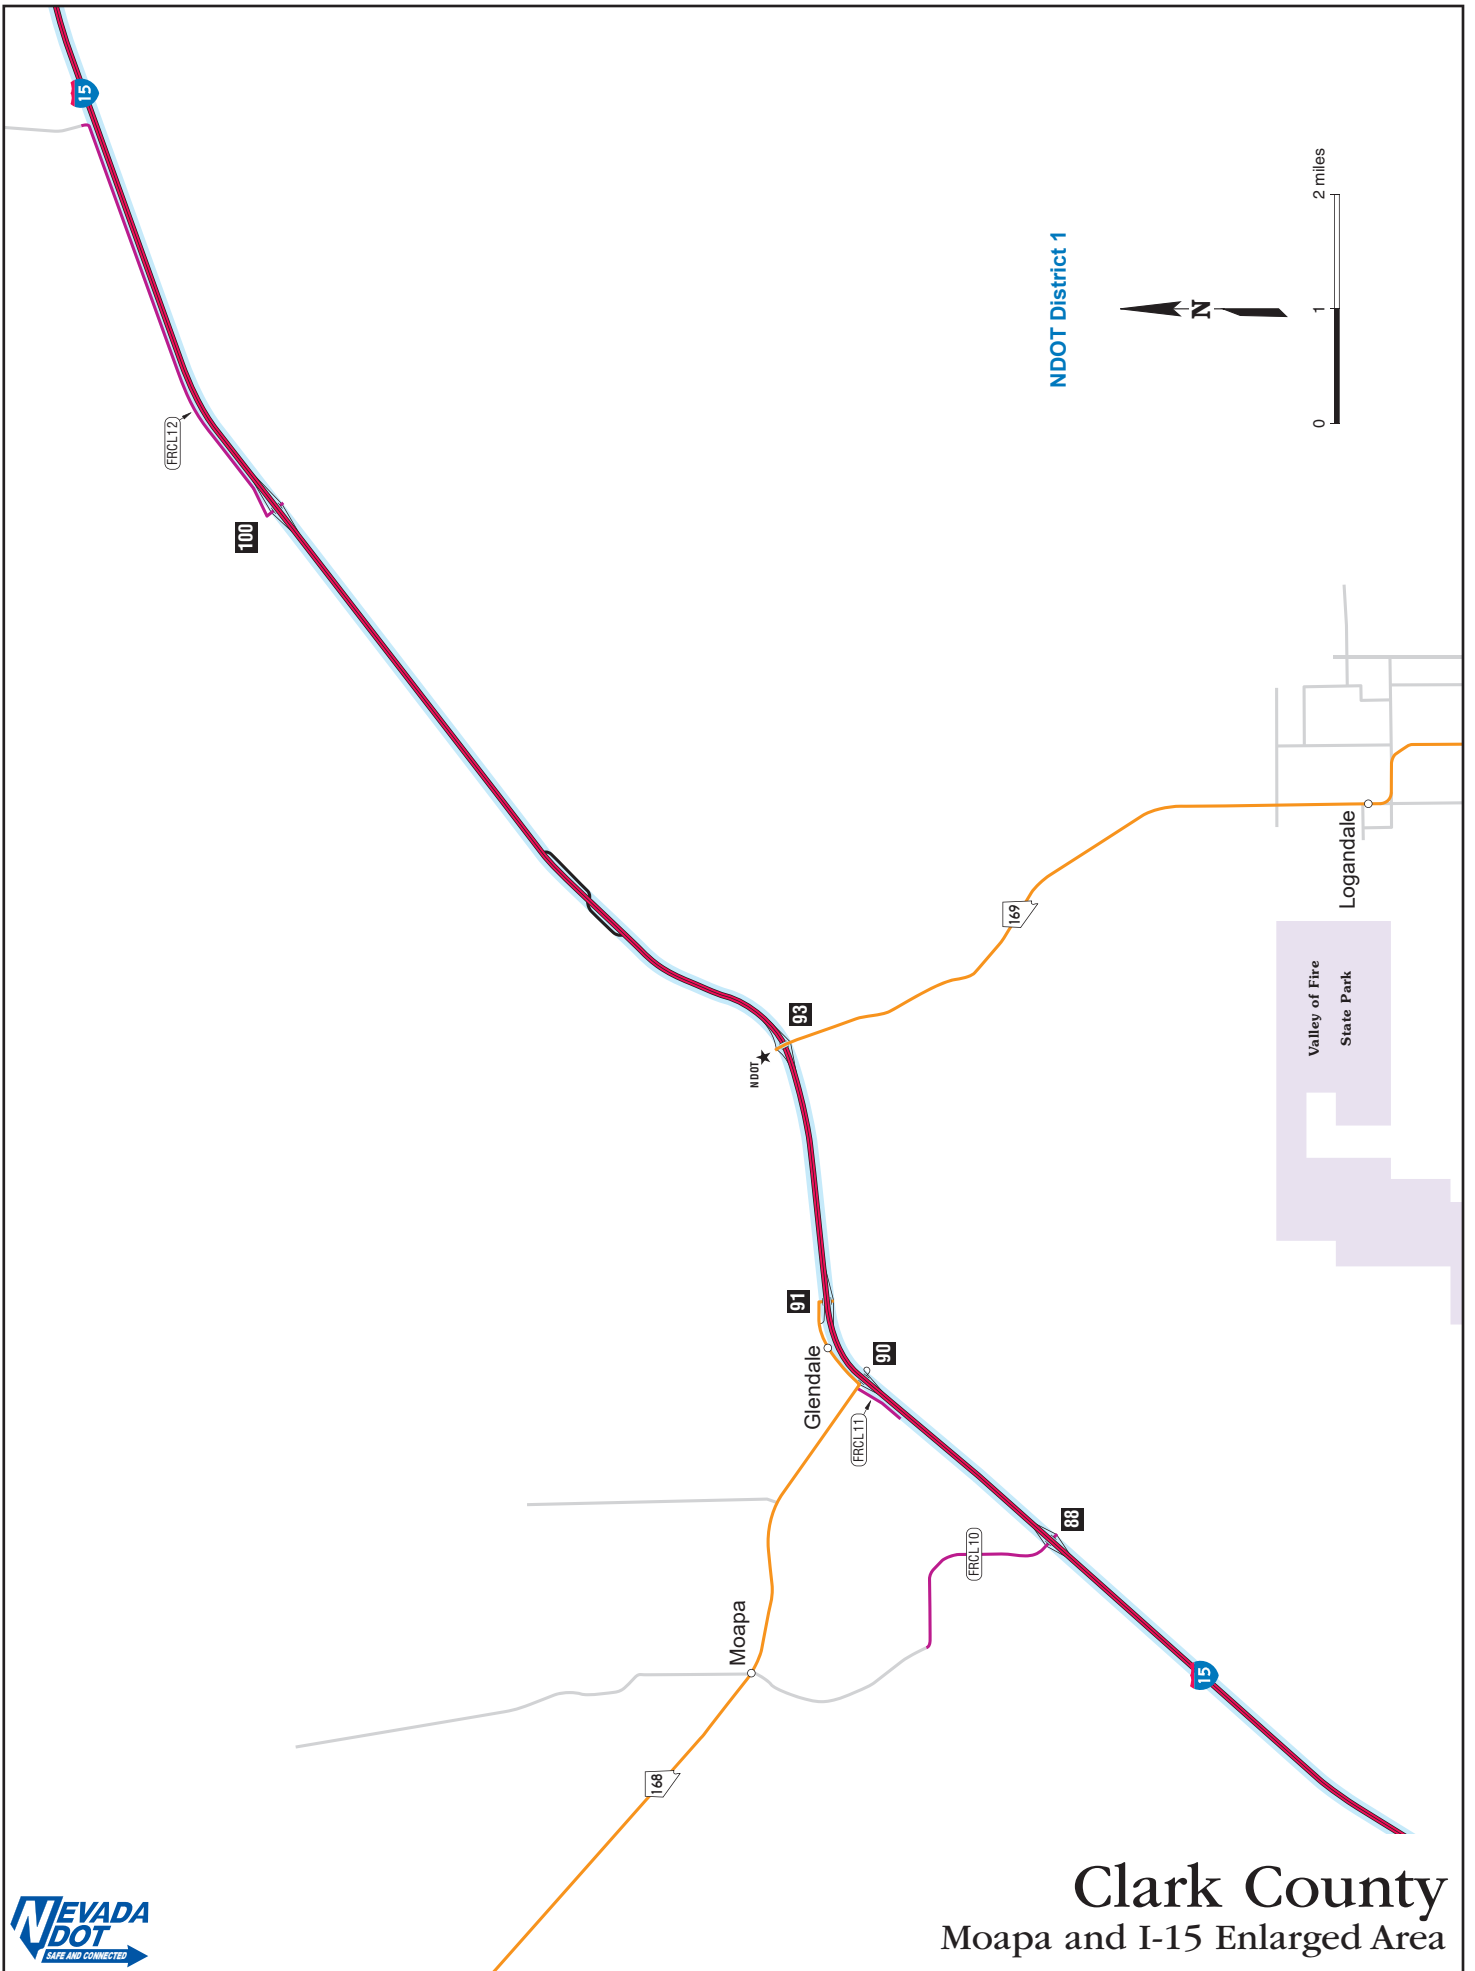 15
FRCL12
100
NDOT District 1
N
0 1 2 miles
169
Logandale
Valley of Fire
State Park
93
NDOT
91
Glendale
90
FRCL11
88
FRCL10
Moapa
15
168
NEVADA
DOT
SAFE AND CONNECTED
Clark County
Moapa and I-15 Enlarged Area